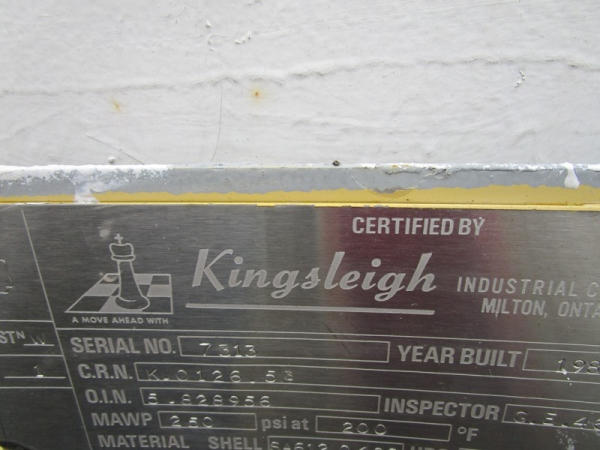 CERTIFIED BY
Kingsleigh
INDUSTRIAL
MILTON,
A MOVE AHEAD WITH
SERIAL NO. 7313 YEAR BUILT
W
C.R.N. K.0126.53
1
O.I.N. 5.828956
INSPECTOR
MAWP 250 psi at 200 °F
MATERIAL SHELL